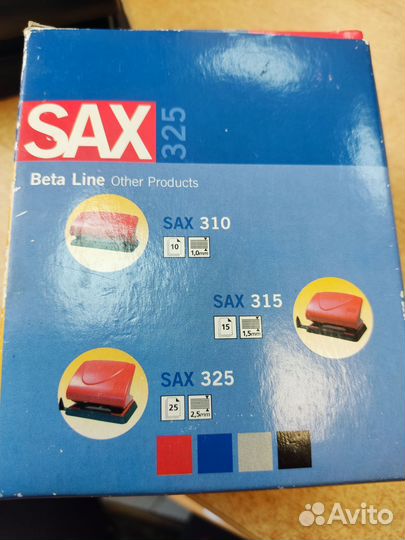 SAX
325
Beta Line Other Products
SAX 310
10
1,0mm
SAX 315
15
1,5mm
SAX 325
25
2,5mm
Avito